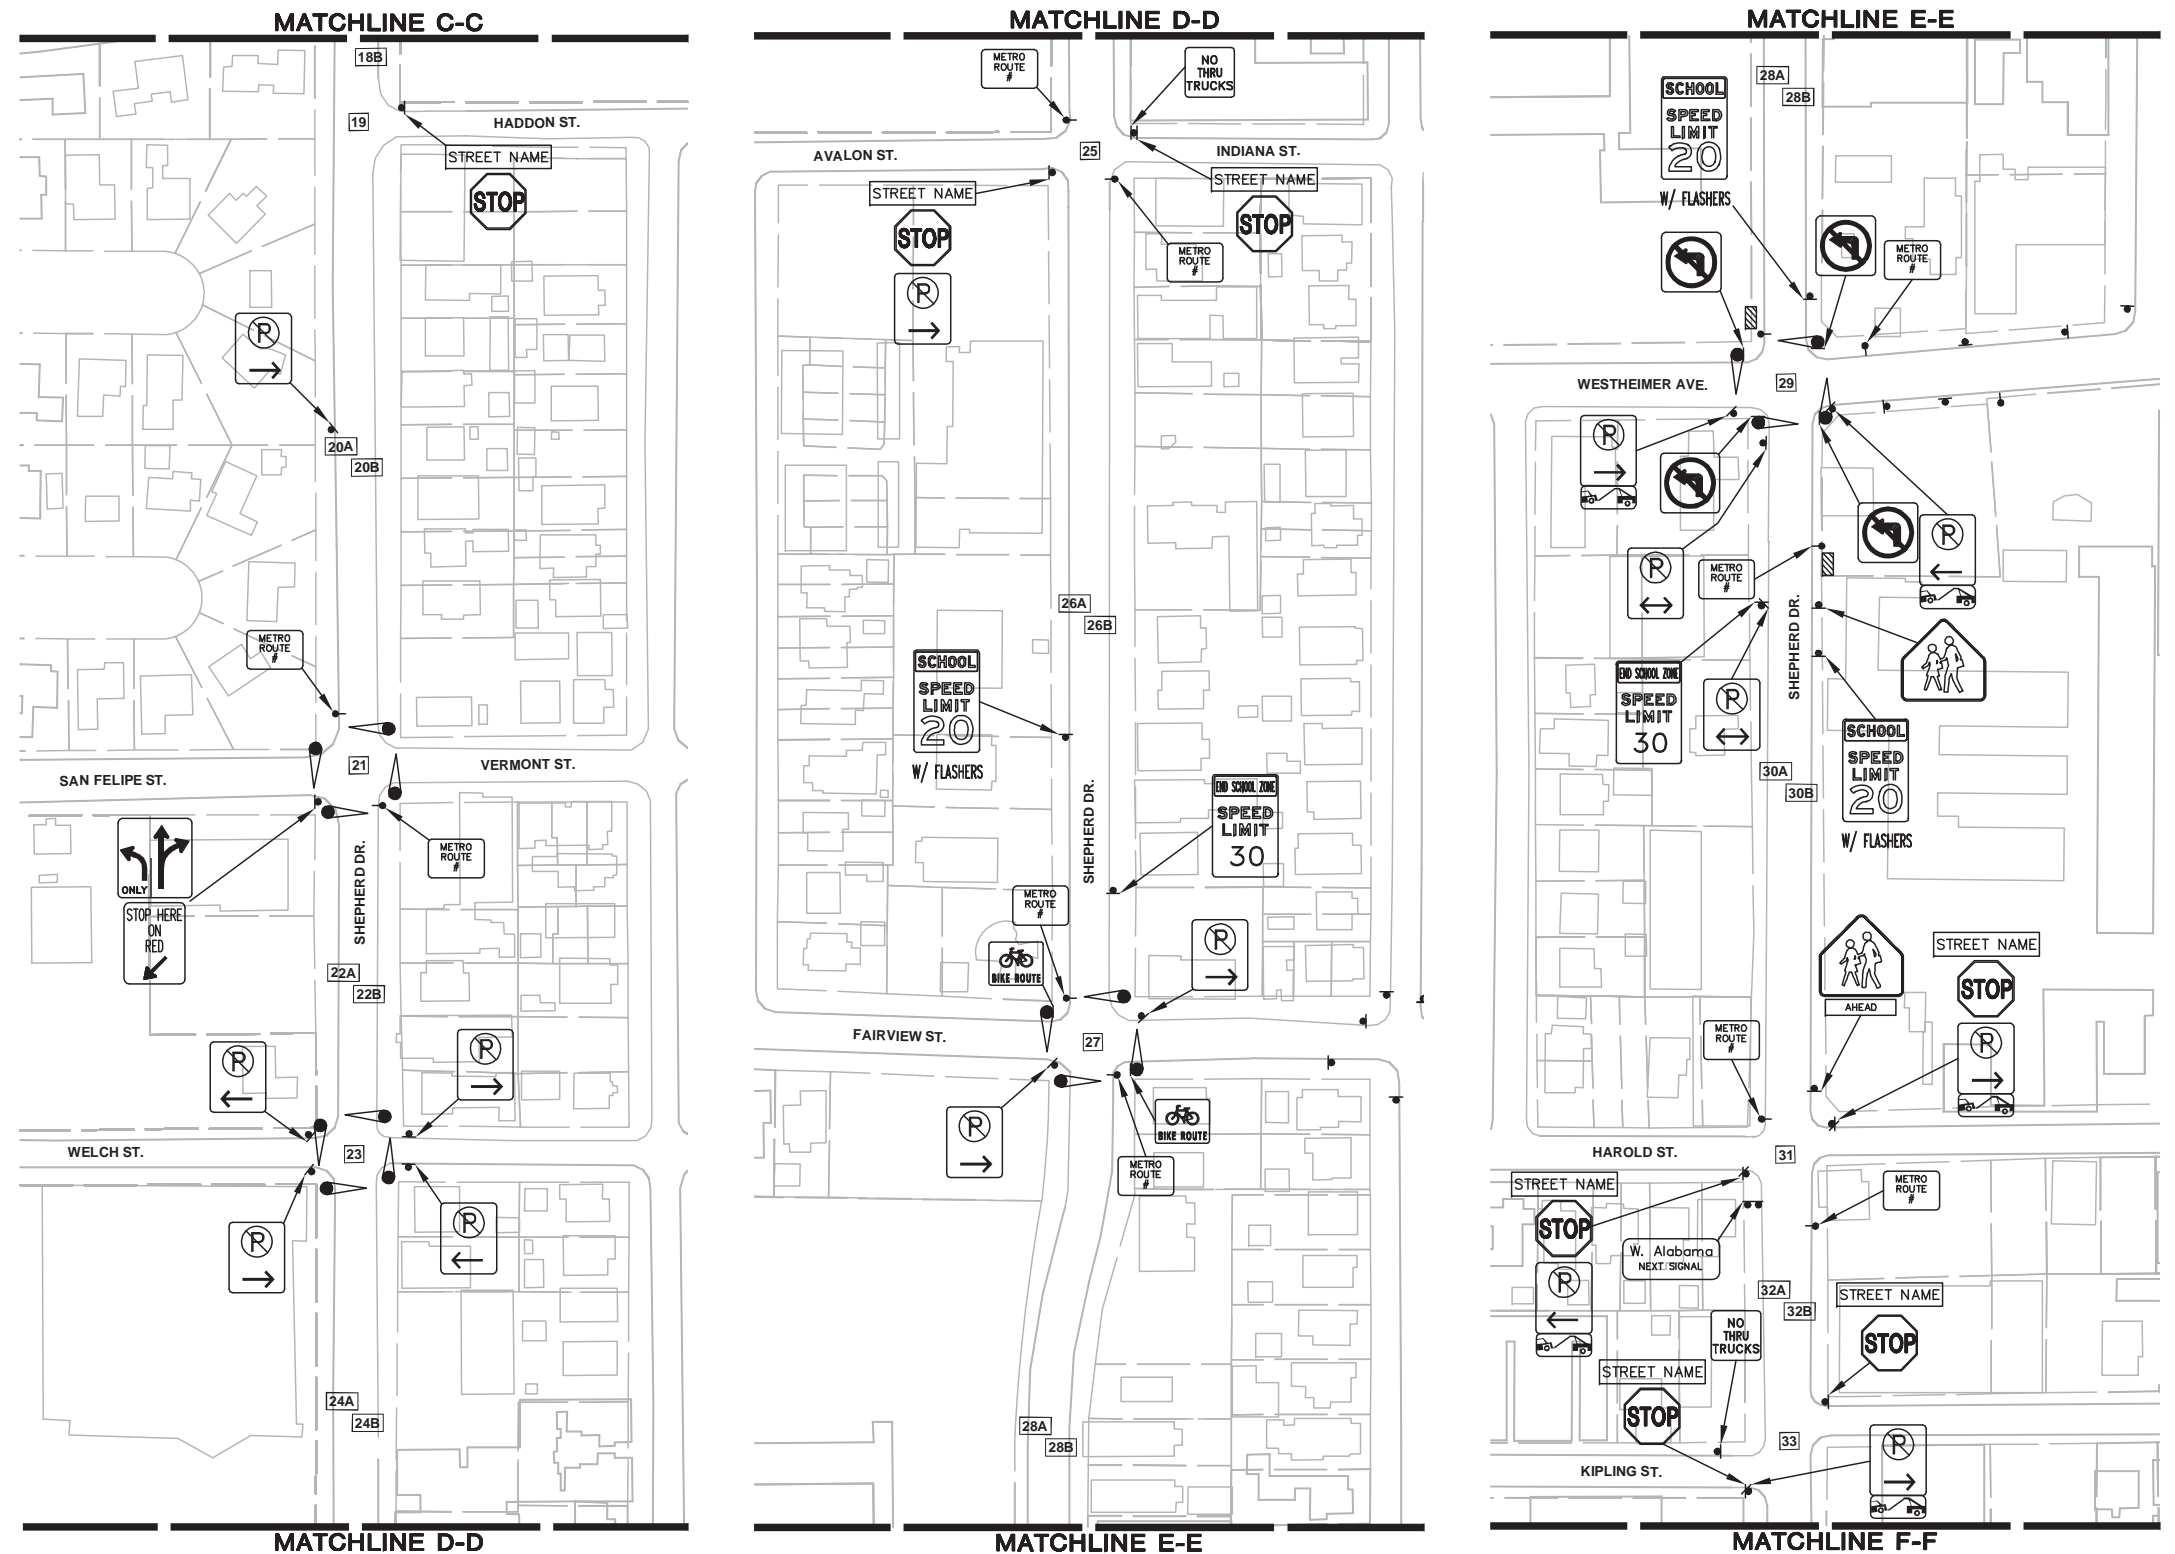 MATCHLINE C-C
18B
19
HADDON ST.
STREET NAME
STOP
P
20A
20B
METRO
ROUTE
#
21
VERMONT ST.
SAN FELIPE ST.
ONLY
STOP HERE
ON
RED
METRO
ROUTE
#
SHEPHERD DR.
22A
22B
P
P
WELCH ST.
23
P
P
24A
24B
MATCHLINE D-D
MATCHLINE D-D
METRO
ROUTE
#
NO
THRU
TRUCKS
AVALON ST.
25
INDIANA ST.
STREET NAME
STOP
P
STREET NAME
STOP
METRO
ROUTE
#
26A
26B
SCHOOL
SPEED
LIMIT
20
W/ FLASHERS
SHEPHERD DR.
END SCHOOL ZONE
SPEED
LIMIT
30
METRO
ROUTE
#
BIKE ROUTE
P
FAIRVIEW ST.
27
P
BIKE ROUTE
METRO
ROUTE
#
28A
28B
MATCHLINE E-E
MATCHLINE E-E
28A
28B
SCHOOL
SPEED
LIMIT
20
W/ FLASHERS
METRO
ROUTE
#
WESTHEIMER AVE.
29
P
P
METRO
ROUTE
#
P
SHEPHERD DR.
END SCHOOL ZONE
SPEED
LIMIT
30
P
SCHOOL
SPEED
LIMIT
20
W/ FLASHERS
30A
30B
AHEAD
STREET NAME
STOP
P
METRO
ROUTE
#
HAROLD ST.
31
STREET NAME
STOP
P
W. Alabama
NEXT SIGNAL
METRO
ROUTE
#
32A
32B
STREET NAME
STOP
NO
THRU
TRUCKS
STREET NAME
STOP
33
P
KIPLING ST.
MATCHLINE F-F